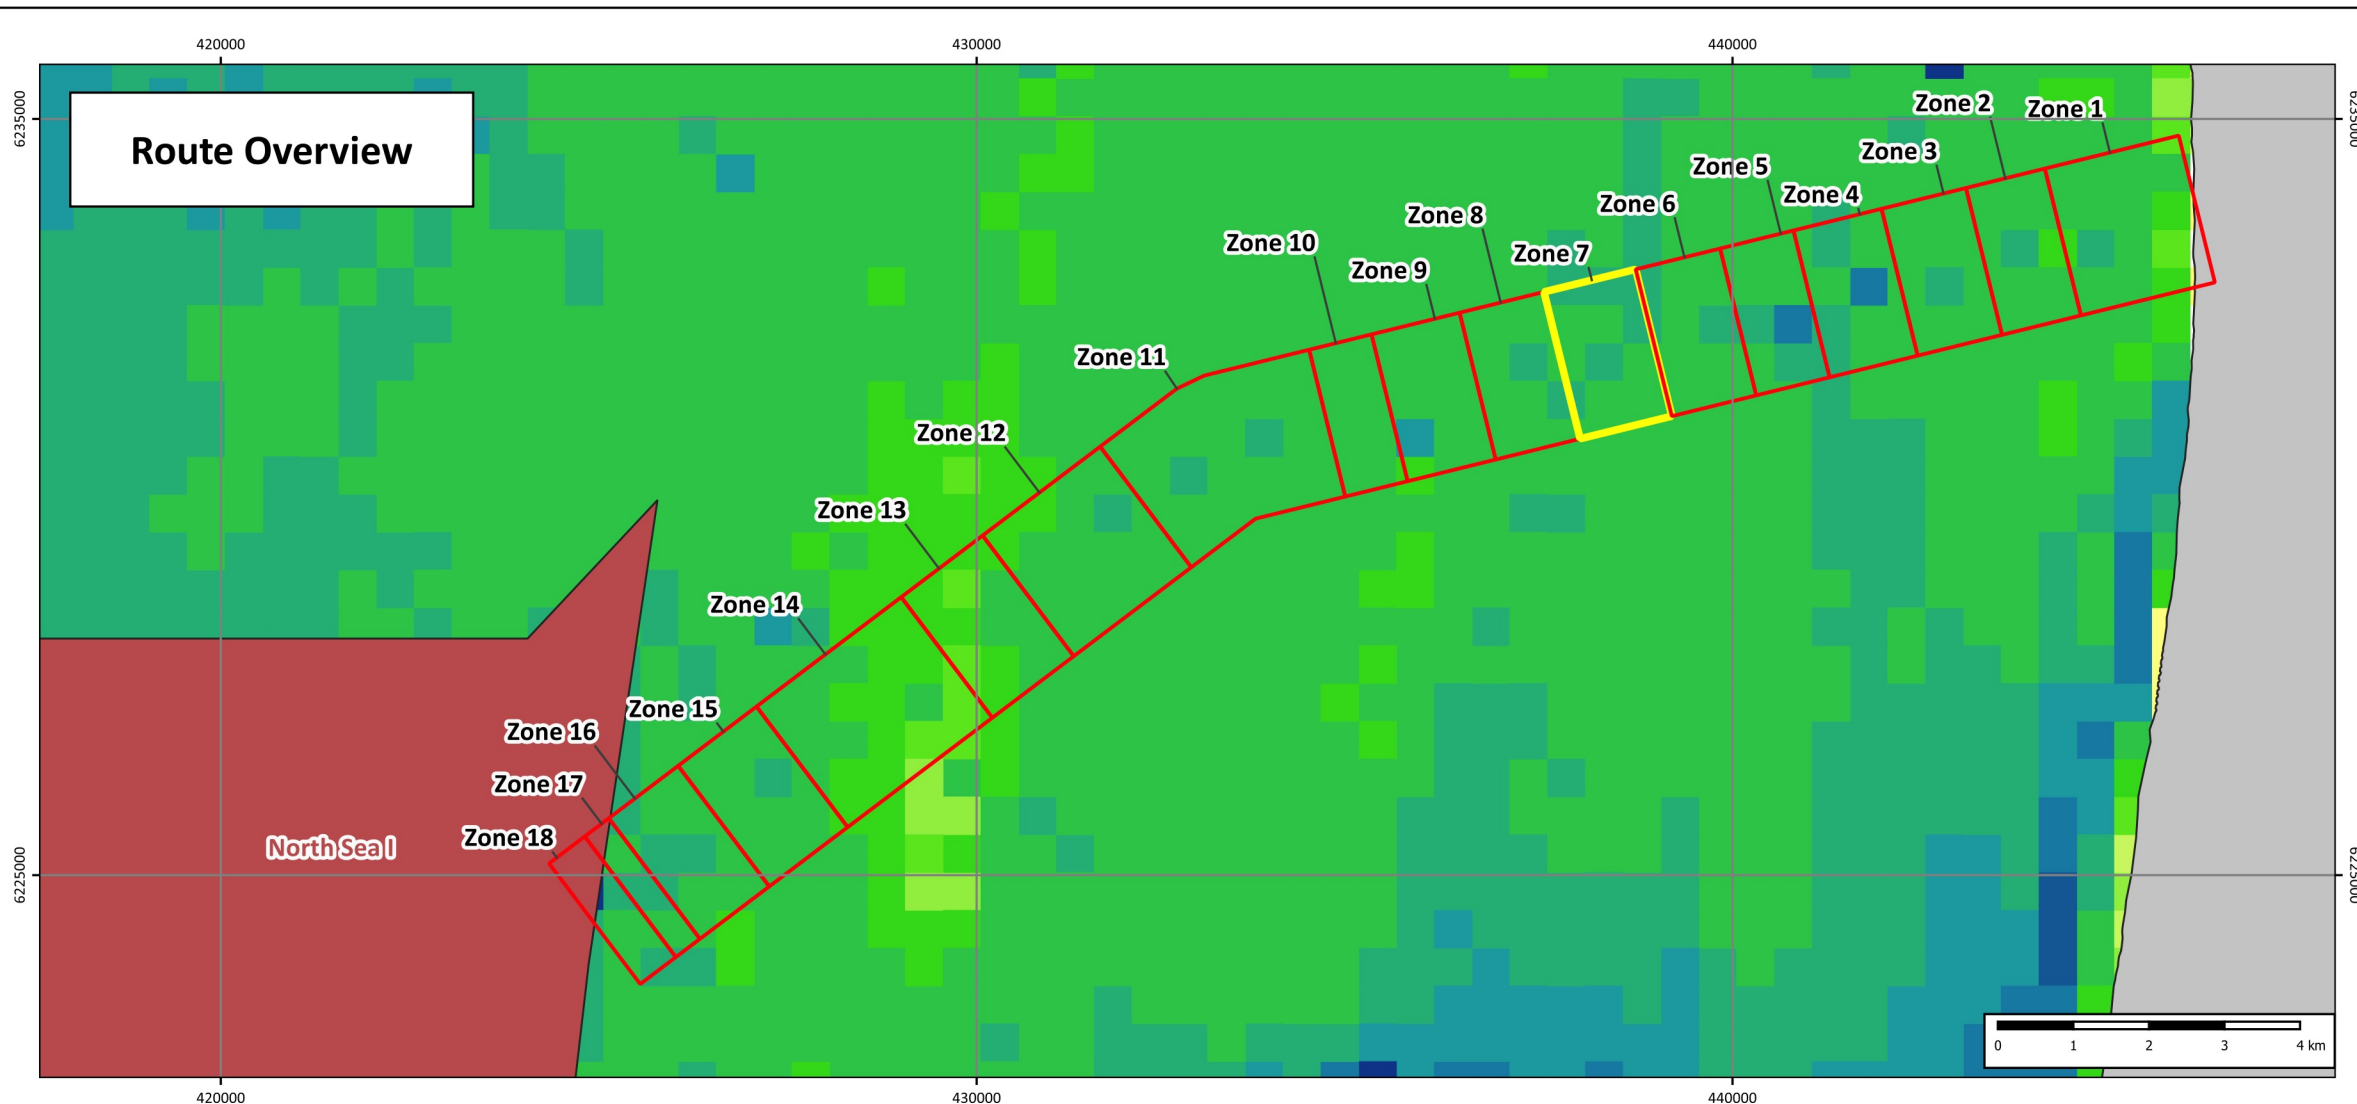 420000
430000
440000
6235000
6235000
Route Overview
Zone 2
Zone 1
Zone 3
Zone 5
Zone 4
Zone 6
Zone 8
Zone 10
Zone 7
Zone 9
Zone 11
Zone 12
Zone 13
Zone 14
Zone 15
Zone 16
Zone 17
Zone 18
North Sea I
6225000
6225000
0 1 2 3 4 km
420000
430000
440000